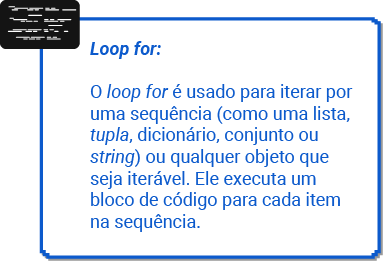 Loop for:
O loop for é usado para iterar por
uma sequência (como uma lista,
tupla, dicionário, conjunto ou
string) ou qualquer objeto que
seja iterável. Ele executa um
bloco de código para cada item
na sequência.